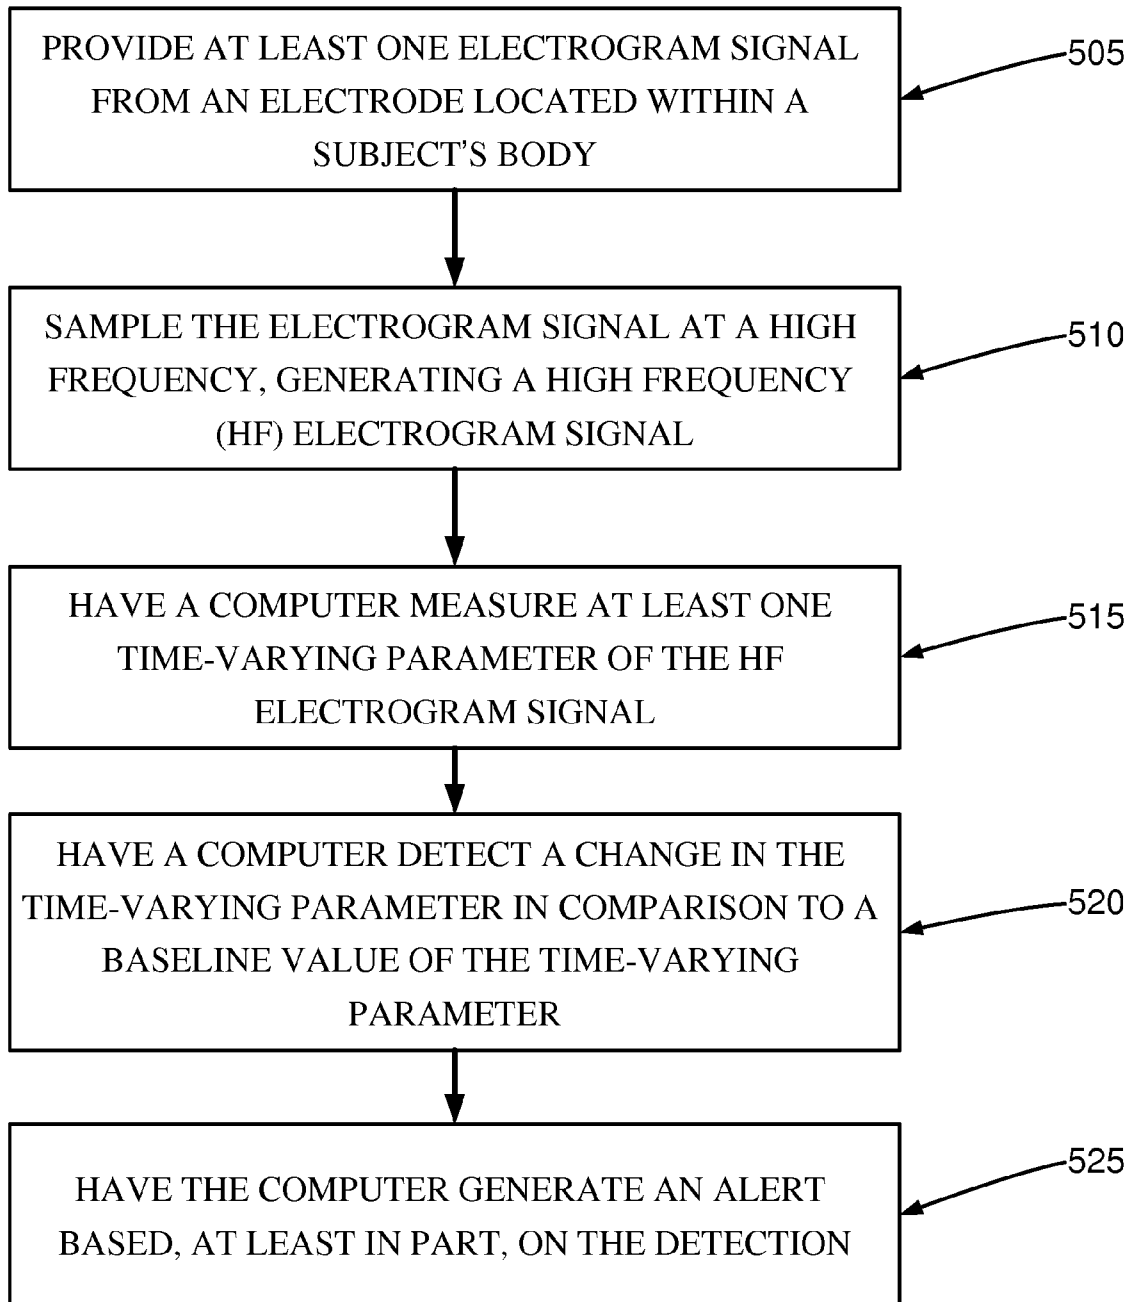 PROVIDE AT LEAST ONE ELECTROGRAM SIGNAL
FROM AN ELECTRODE LOCATED WITHIN A
SUBJECT'S BODY
505
SAMPLE THE ELECTROGRAM SIGNAL AT A HIGH
FREQUENCY, GENERATING A HIGH FREQUENCY
(HF) ELECTROGRAM SIGNAL
510
HAVE A COMPUTER MEASURE AT LEAST ONE
TIME-VARYING PARAMETER OF THE HF
ELECTROGRAM SIGNAL
515
HAVE A COMPUTER DETECT A CHANGE IN THE
TIME-VARYING PARAMETER IN COMPARISON TO A
BASELINE VALUE OF THE TIME-VARYING
PARAMETER
520
HAVE THE COMPUTER GENERATE AN ALERT
BASED, AT LEAST IN PART, ON THE DETECTION
525